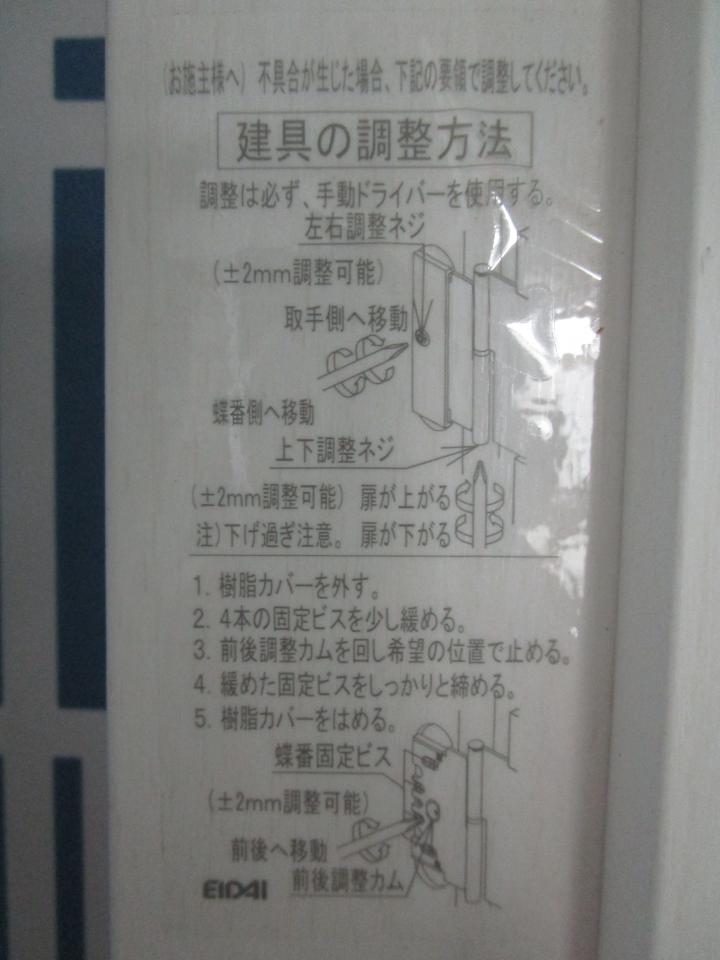 (お施主様へ) 不具合が生じた場合、下記の要領で調整してください。
建具の調整方法
調整は必ず、手動ドライバーを使用する。
左右調整ネジ
(±2mm調整可能)
取手側へ移動
蝶番側へ移動
上下調整ネジ
(±2mm調整可能) 扉が上がる
注)下げ過ぎ注意。 扉が下がる
1. 樹脂カバーを外す。
2. 4本の固定ビスを少し緩める。
3. 前後調整カムを回し希望の位置で止める。
4. 緩めた固定ビスをしっかりと締める。
5. 樹脂カバーをはめる。
蝶番固定ビス
(±2mm調整可能)
前後へ移動
前後調整カム
EIDAI